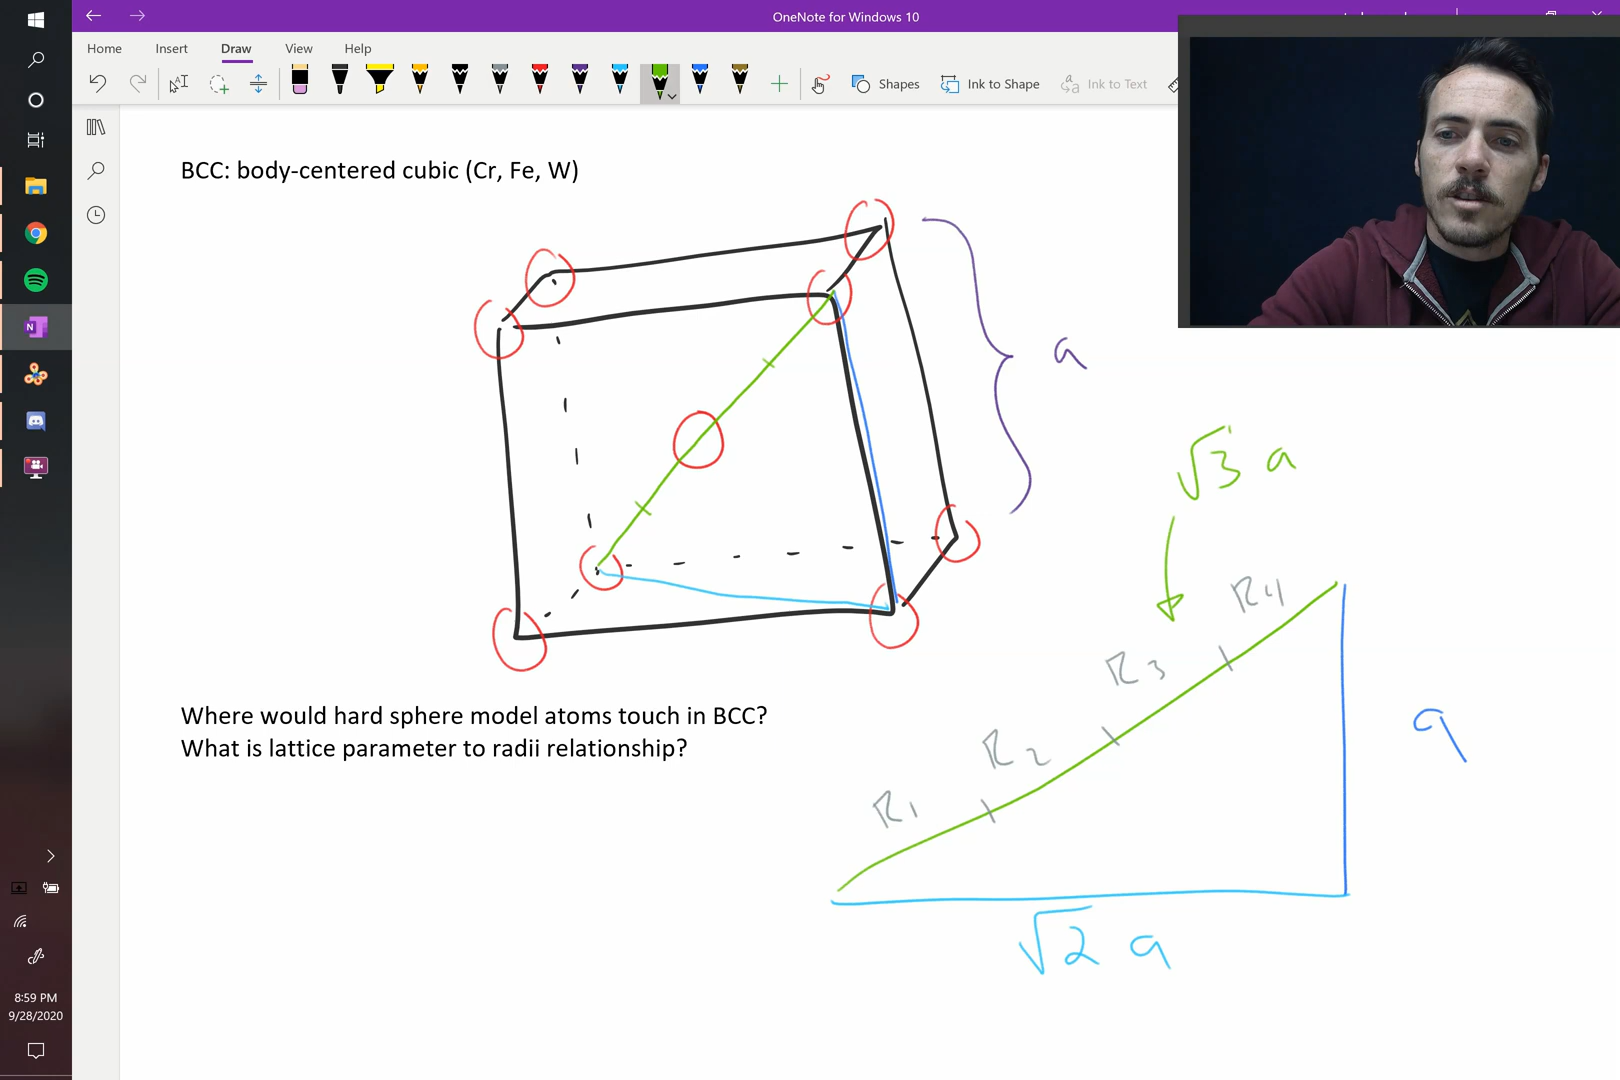 OneNote for Windows 10
Home Insert Draw View Help
Shapes Ink to Shape Ink to Text
BCC: body-centered cubic (Cr, Fe, W)
a
√3 a
R4
R3
R2
R1
a
√2 a
Where would hard sphere model atoms touch in BCC?
What is lattice parameter to radii relationship?
N
8:59 PM
9/28/2020